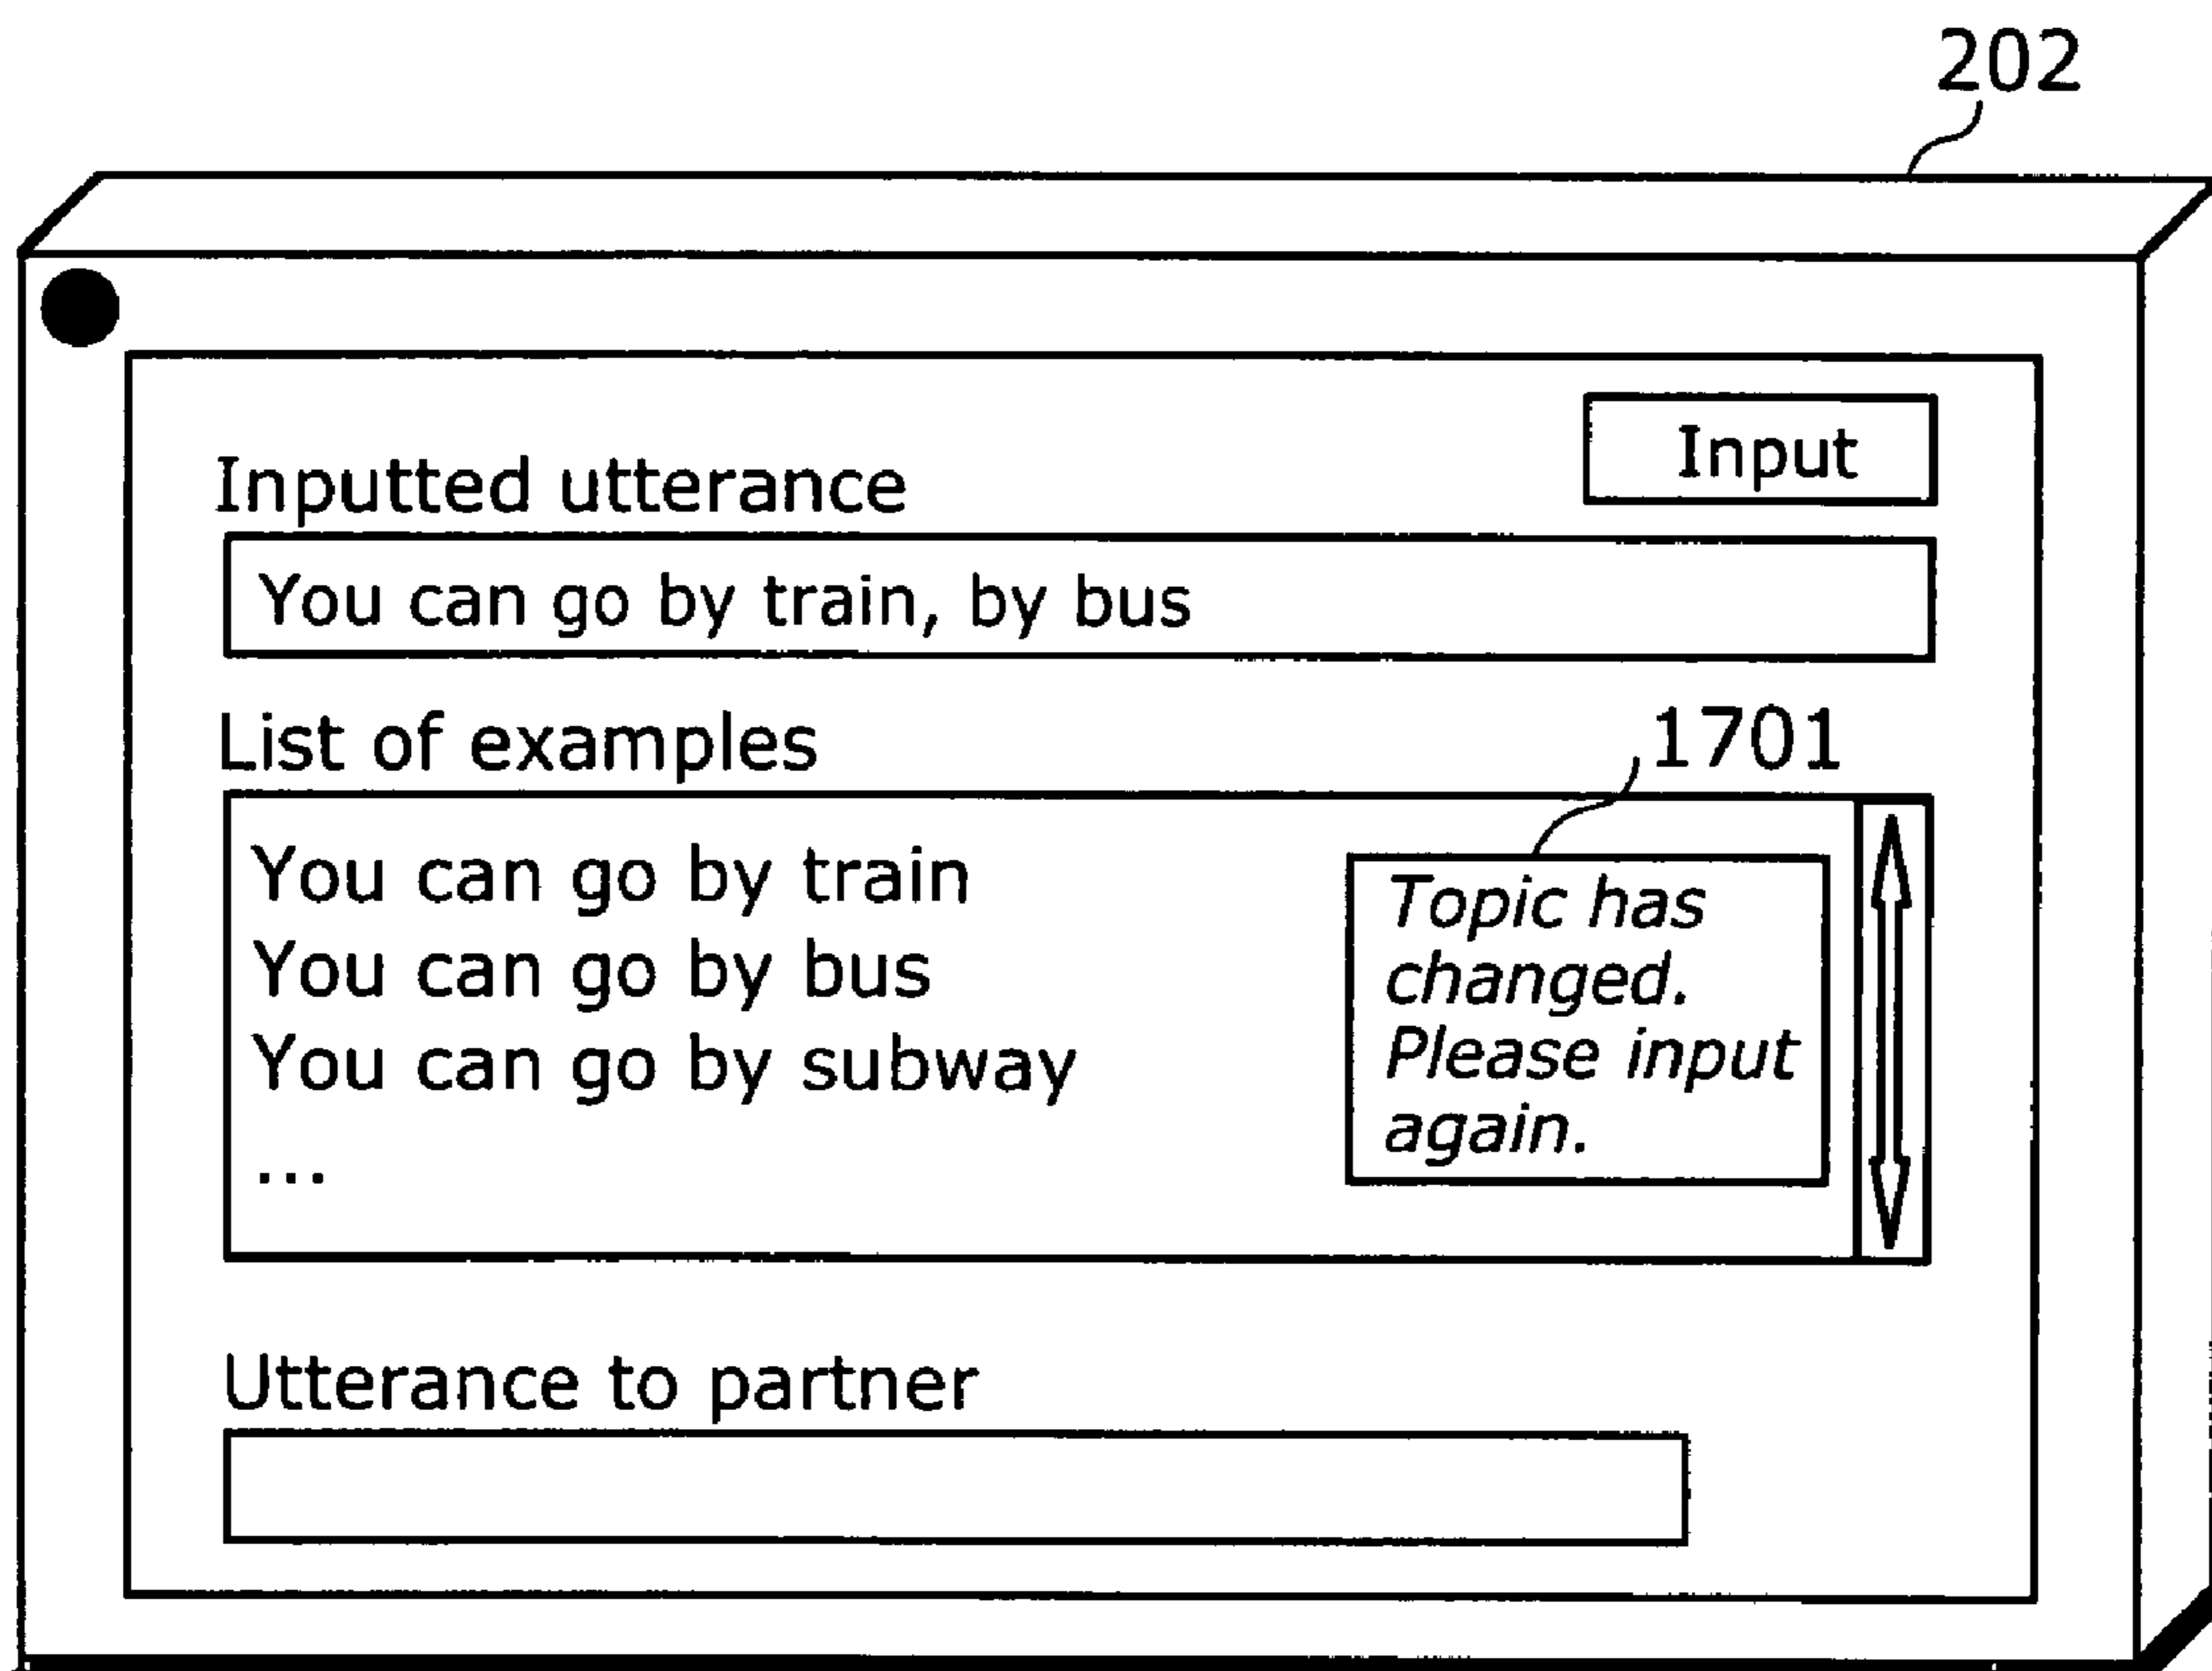 202
Input
Inputted utterance
You can go by train, by bus
List of examples
1701
You can go by train
You can go by bus
You can go by subway
...
Topic has
changed.
Please input
again.
Utterance to partner